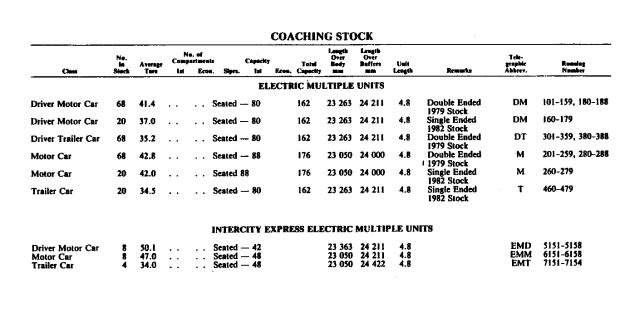 COACHING STOCK
Class No. in Stock Average Tare No. of Compartments 1st Econ. Slprs. Capacity 1st Econ. Total Capacity Length Over Body mm Length Over Buffers mm Unit Length Remarks Tele-graphic Abbrev. Running Number
ELECTRIC MULTIPLE UNITS
Driver Motor Car 68 41.4 . . . . Seated — 80 162 23 263 24 211 4.8 Double Ended DM 101-159, 180-188
1979 Stock
Driver Motor Car 20 37.0 . . . . Seated — 80 162 23 263 24 211 4.8 Single Ended DM 160-179
1982 Stock
Driver Trailer Car 68 35.2 . . . . Seated — 80 162 23 263 24 211 4.8 Double Ended DT 301-359, 380-388
1979 Stock
Motor Car 68 42.8 . . . . Seated — 88 176 23 050 24 000 4.8 Double Ended M 201-259, 280-288
1979 Stock
Motor Car 20 42.0 . . . . Seated 88 176 23 050 24 000 4.8 Single Ended M 260-279
1982 Stock
Trailer Car 20 34.5 . . . . Seated — 80 162 23 263 24 211 4.8 Single Ended T 460-479
1982 Stock
INTERCITY EXPRESS ELECTRIC MULTIPLE UNITS
Driver Motor Car 8 50.1 . . . . Seated — 42 23 363 24 211 4.8 EMD 5151-5158
Motor Car 8 47.0 . . . . Seated — 48 23 050 24 211 4.8 EMM 6151-6158
Trailer Car 4 34.0 . . . . Seated — 48 23 050 24 422 4.8 EMT 7151-7154